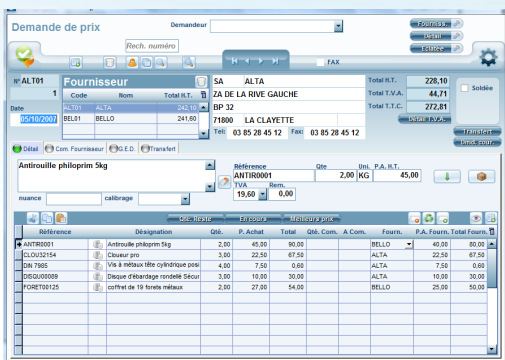 Demande de prix
Demandeur
Fourniss.
Détail
Eclatée
Rech. numéro
FAX
N° ALT01
1
Date
05/10/2007
Fournisseur
Code Nom Total H.T.
ALT01 ALTA 242,10
BEL01 BELLO 241,60
SA ALTA
ZA DE LA RIVE GAUCHE
BP 32
71800 LA CLAYETTE
Tel: 03 85 28 45 12 Fax: 03 85 28 45 12
Total H.T. 228,10
Total T.V.A. 44,71
Total T.T.C. 272,81
Détail T.V.A.
Soldée
Transfert
Dmd. cour.
Détail Com. Fournisseur G.E.D. Transfert
Antirouille philoprim 5kg
nuance calibrage
Référence Qte Uni. P.A. H.T.
ANTIR0001 2,00 KG 45,00
TVA Rem.
19,60 0,00
Qté. Reste En cours Meilleurs prix
Référence Désignation Qté. P. Achat Total Qté. Com. A Com. Fourn. P.A. Fourn. Total Fourn.
ANTIR0001 Antirouille philoprim 5kg 2,00 45,00 90,00 BELLO 40,00 80,00
CLOU32154 Cloueur pro 3,00 22,50 67,50 ALTA 22,50 67,50
DIN 7985 Vis à métaux tête cylindrique posi 4,00 7,50 0,60 ALTA 7,50 0,60
DISQU00089 Disque d'ébardage rondelle Sécur 3,00 10,00 30,00 ALTA 10,00 30,00
FORET00125 coffret de 19 forets métaux 2,00 27,00 54,00 BELLO 25,00 50,00